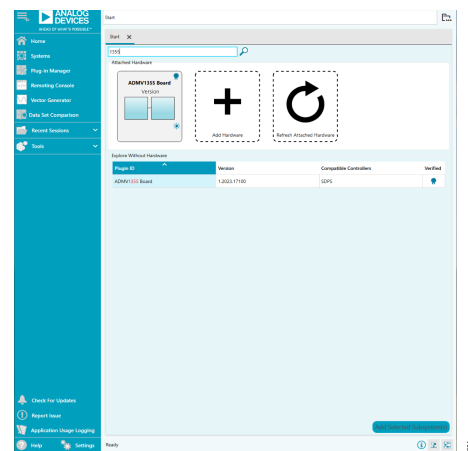 ANALOG
DEVICES
AHEAD OF WHAT'S POSSIBLE™
Start
Home
Systems
Plug-in Manager
Remoting Console
Vector Generator
Data Set Comparison
Recent Sessions
Tools
Check For Updates
Report Issue
Application Usage Logging
Help
Settings
Start X
1355
Attached Hardware
ADMV1355 Board
Version
Add Hardware
Refresh Attached Hardware
Explore Without Hardware
Plugin ID Version Compatible Controllers Verified
ADMV1355 Board 1.2023.17100 SDPS
Add Selected Subsystem(s)
Ready